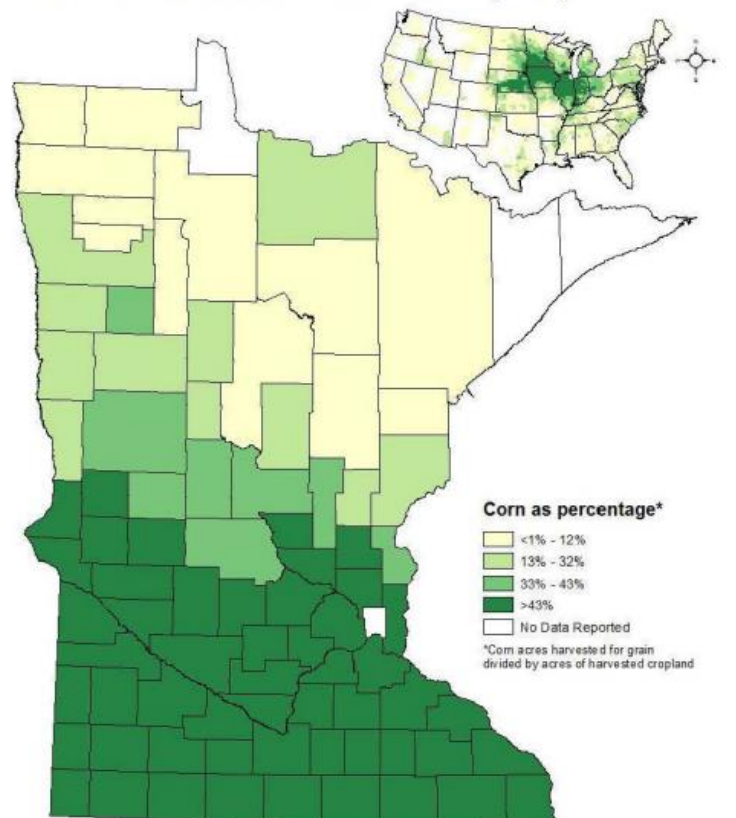 Corn as percentage*
<1% - 12%
13% - 32%
33% - 43%
>43%
No Data Reported
*Corn acres harvested for grain
divided by acres of harvested cropland